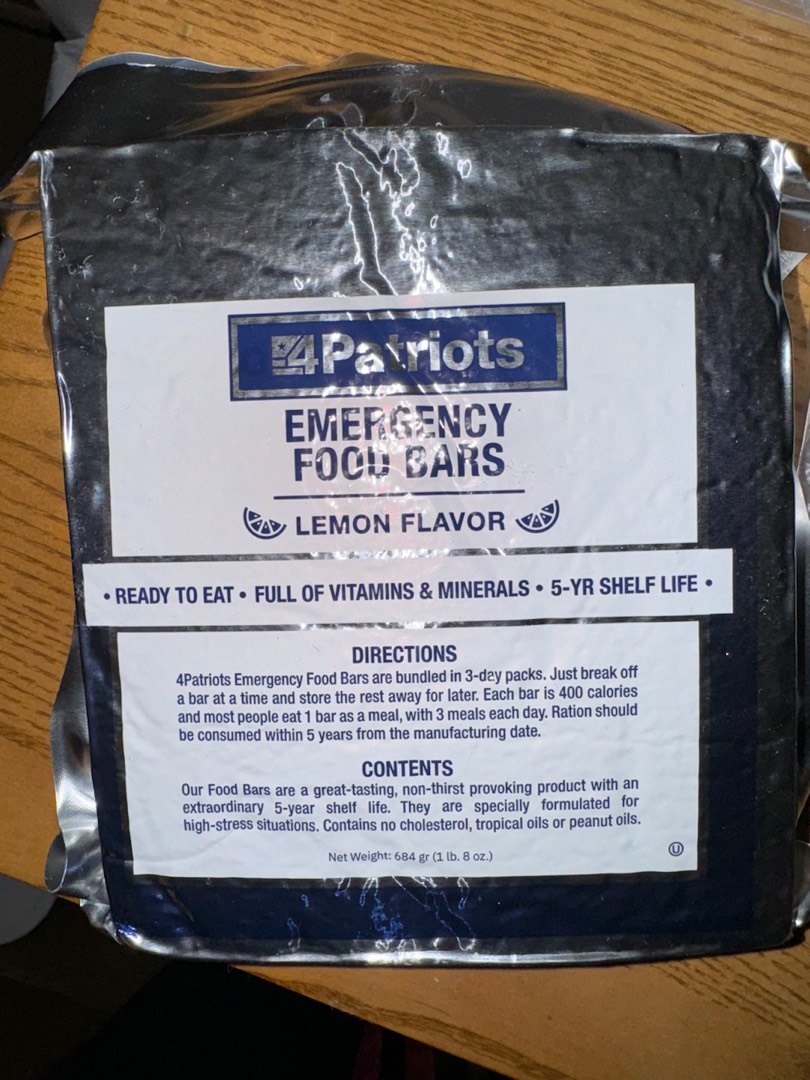 4Patriots
EMERGENCY
FOOD BARS
LEMON FLAVOR
• READY TO EAT • FULL OF VITAMINS & MINERALS • 5-YR SHELF LIFE •
DIRECTIONS
4Patriots Emergency Food Bars are bundled in 3-day packs. Just break off
a bar at a time and store the rest away for later. Each bar is 400 calories
and most people eat 1 bar as a meal, with 3 meals each day. Ration should
be consumed within 5 years from the manufacturing date.
CONTENTS
Our Food Bars are a great-tasting, non-thirst provoking product with an
extraordinary 5-year shelf life. They are specially formulated for
high-stress situations. Contains no cholesterol, tropical oils or peanut oils.
Net Weight: 684 gr (1 lb. 8 oz.)
U